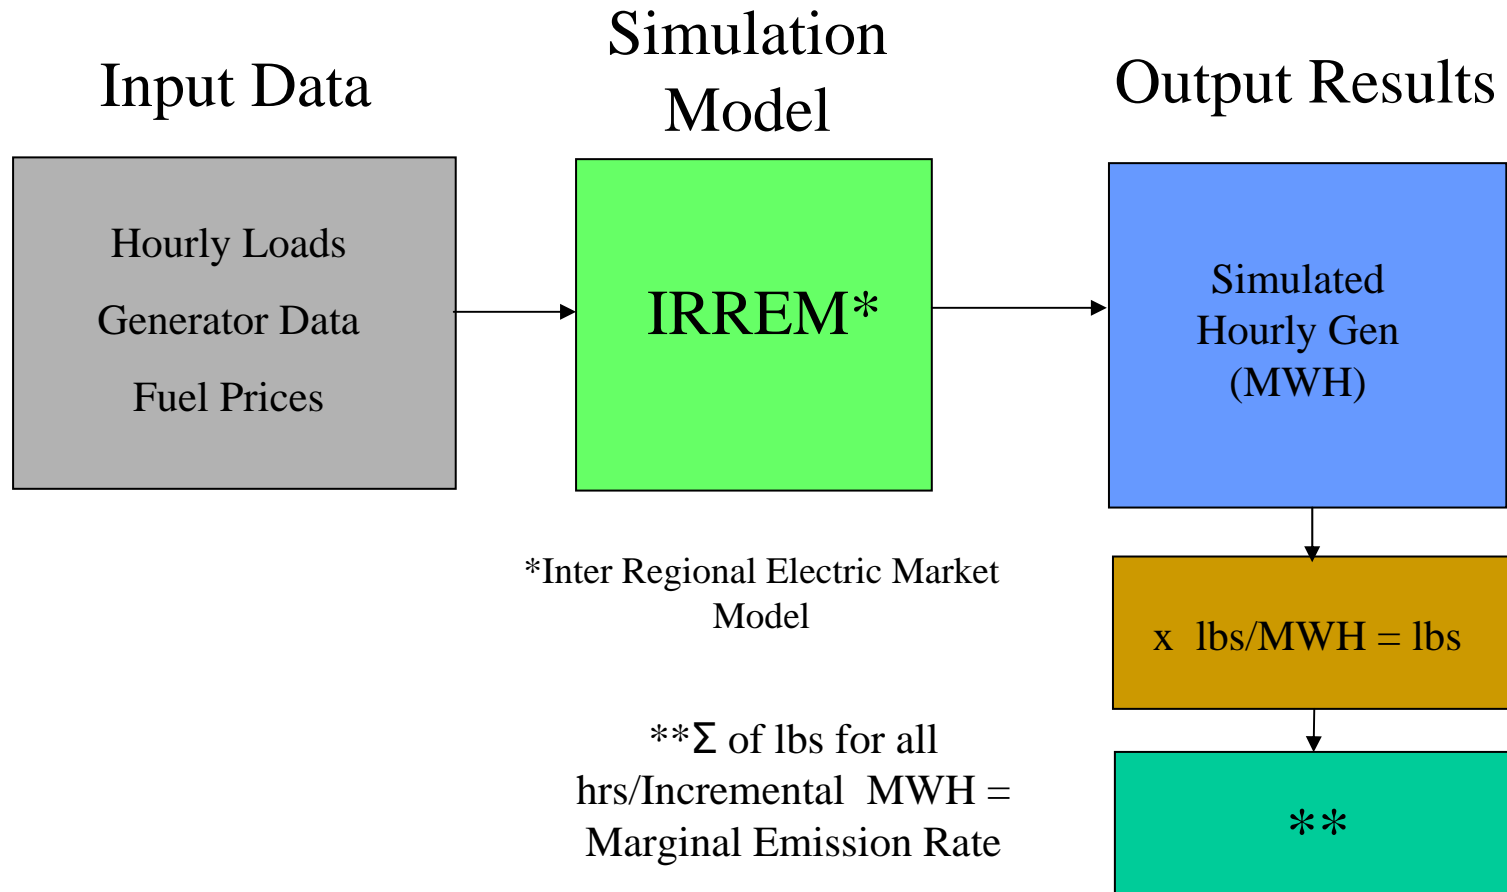 Input Data
Simulation
Model
Output Results
Hourly Loads
Generator Data
Fuel Prices
IRREM*
Simulated
Hourly Gen
(MWH)
*Inter Regional Electric Market
Model
x lbs/MWH = lbs
**Σ of lbs for all
hrs/Incremental MWH =
Marginal Emission Rate
**